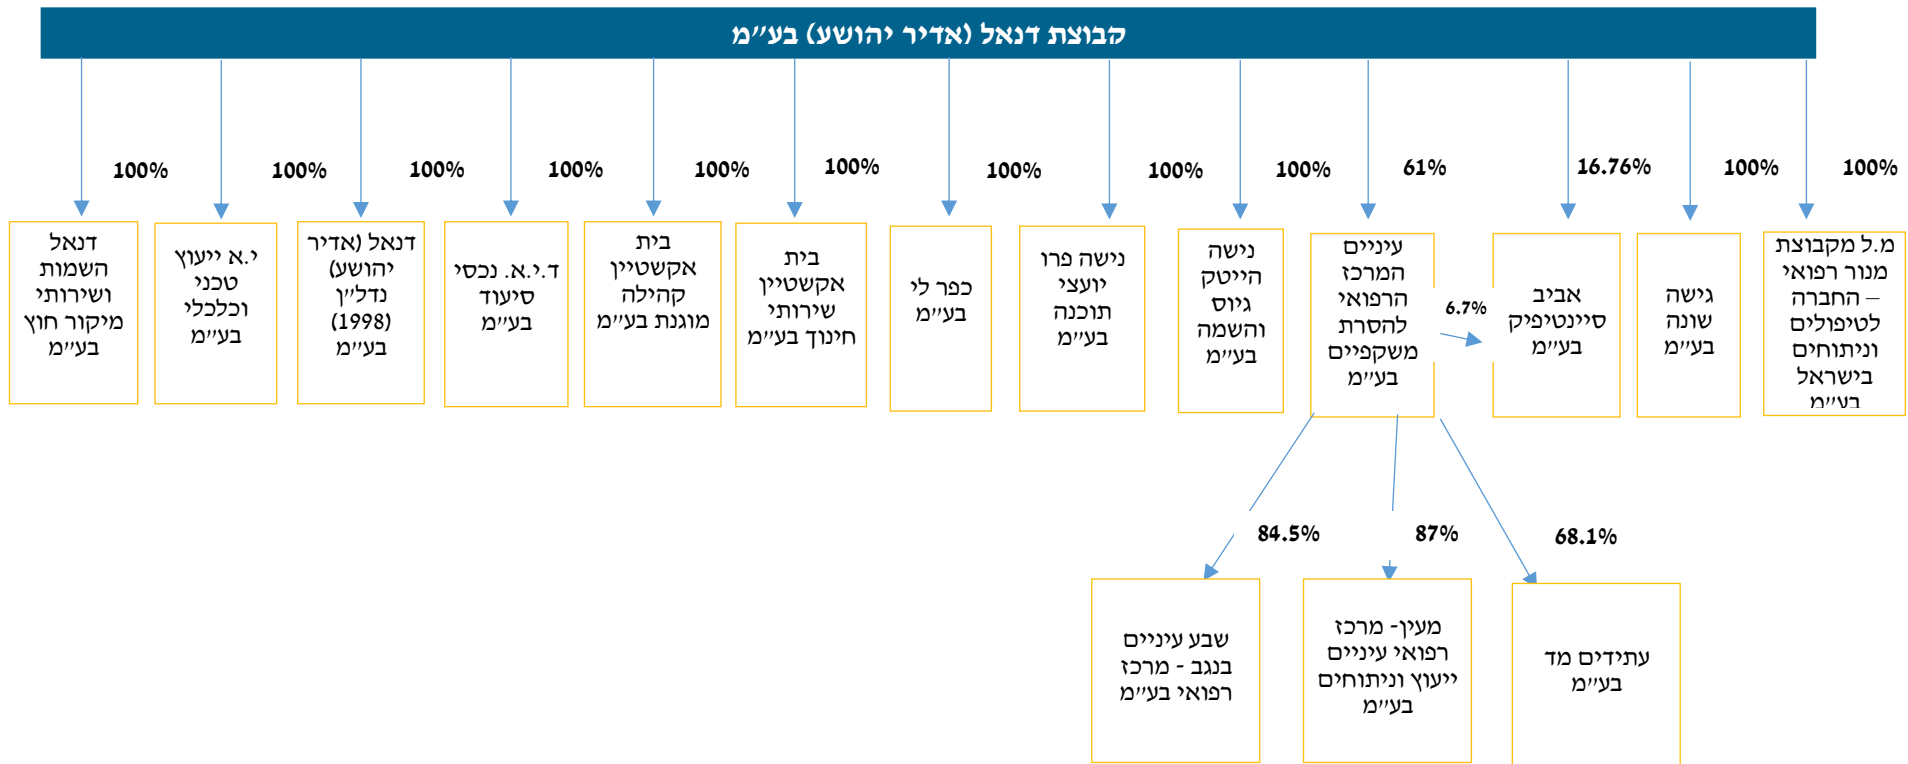 קבוצת דנאל (אדיר יהושע) בע״מ
100%
100%
16.76%
61%
100%
100%
100%
100%
100%
100%
100%
100%
100%
מ.ל מקבוצת
מנור רפואי
– החברה
לטיפולים
וניתוחים
בישראל
בע״מ
גישה
שונה
בע״מ
אביב
סיינטיפיק
בע״מ
6.7%
עיניים
המרכז
הרפואי
להסרת
משקפיים
בע״מ
נישה
הייטק
גיוס
והשמה
בע״מ
נישה פרו
יועצי
תוכנה
בע״מ
כפר לי
בע״מ
בית
אקשטיין
שירותי
חינוך בע״מ
בית
אקשטיין
קהילה
מוגנת בע״מ
ד.י.א. נכסי
סיעוד
בע״מ
דנאל (אדיר
יהושע)
נדל״ן
(1998)
בע״מ
י.א ייעוץ
טכני
וכלכלי
בע״מ
דנאל
השמות
ושירותי
מיקור חוץ
בע״מ
68.1%
87%
84.5%
עתידים מד
בע״מ
מעין- מרכז
רפואי עיניים
ייעוץ וניתוחים
בע״מ
שבע עיניים
בנגב - מרכז
רפואי בע״מ